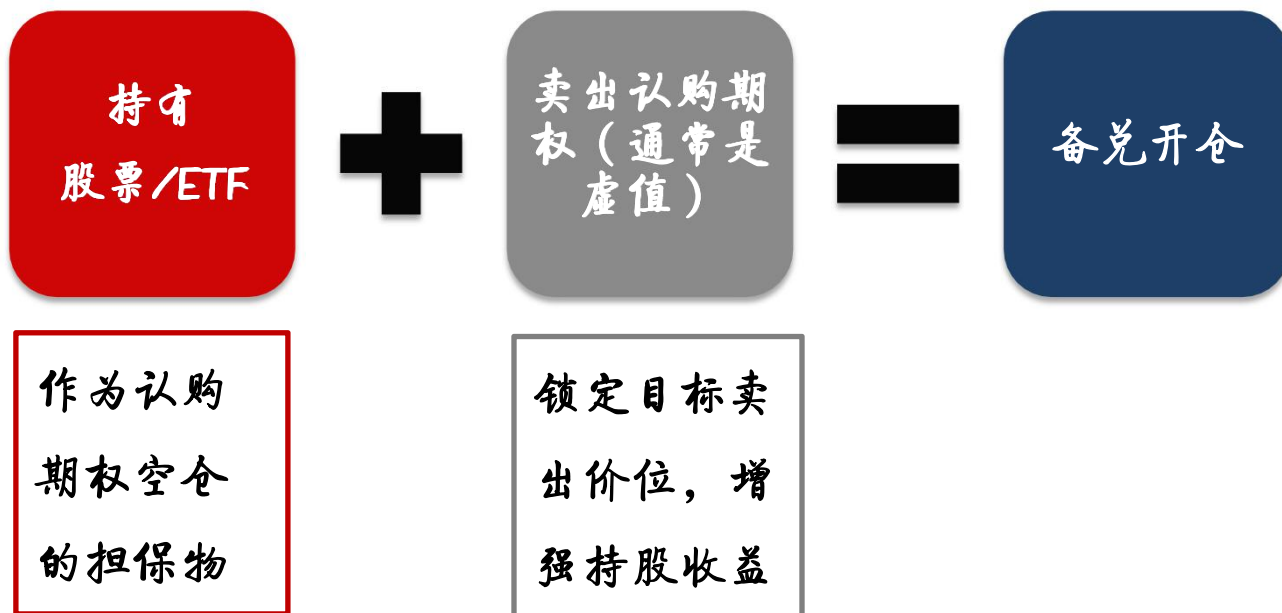 持有
股票/ETF
卖出认购期
权（通常是
虚值）
备兑开仓
作为认购
期权空仓
的担保物
锁定目标卖
出价位，增
强持股收益